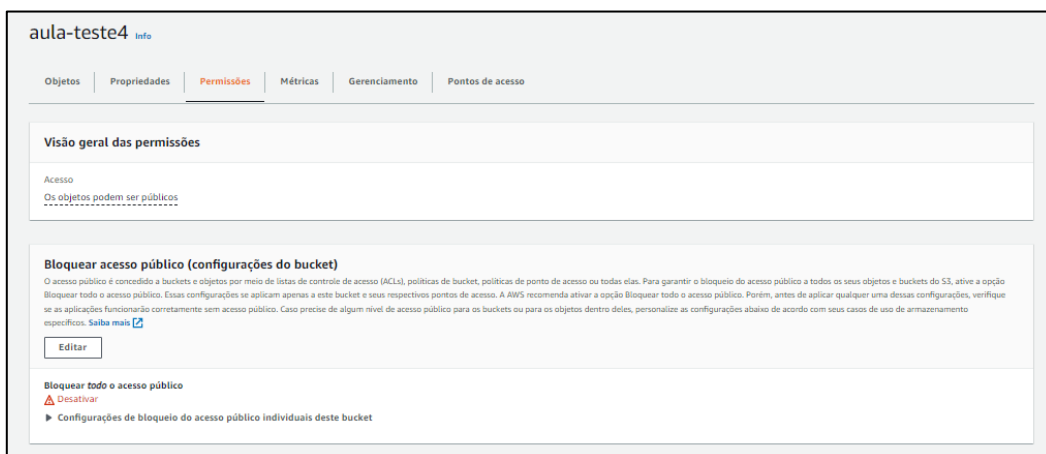 aula-teste4 Info
Objetos Propriedades Permissões Métricas Gerenciamento Pontos de acesso
Visão geral das permissões
Acesso
Os objetos podem ser públicos
Bloquear acesso público (configurações do bucket)
O acesso público é concedido a buckets e objetos por meio de listas de controle de acesso (ACLs), políticas de bucket, políticas de ponto de acesso ou todas elas. Para garantir o bloqueio do acesso público a todos os seus objetos e buckets do S3, ative a opção
Bloquear todo o acesso público. Essas configurações se aplicam apenas a este bucket e seus respectivos pontos de acesso. A AWS recomenda ativar a opção Bloquear todo o acesso público. Porém, antes de aplicar qualquer uma dessas configurações, verifique
se as aplicações funcionarão corretamente sem acesso público. Caso precise de algum nível de acesso público para os buckets ou para os objetos dentro deles, personalize as configurações abaixo de acordo com seus casos de uso de armazenamento
específicos. Saiba mais
Editar
Bloquear todo o acesso público
Desativar
Configurações de bloqueio do acesso público individuais deste bucket